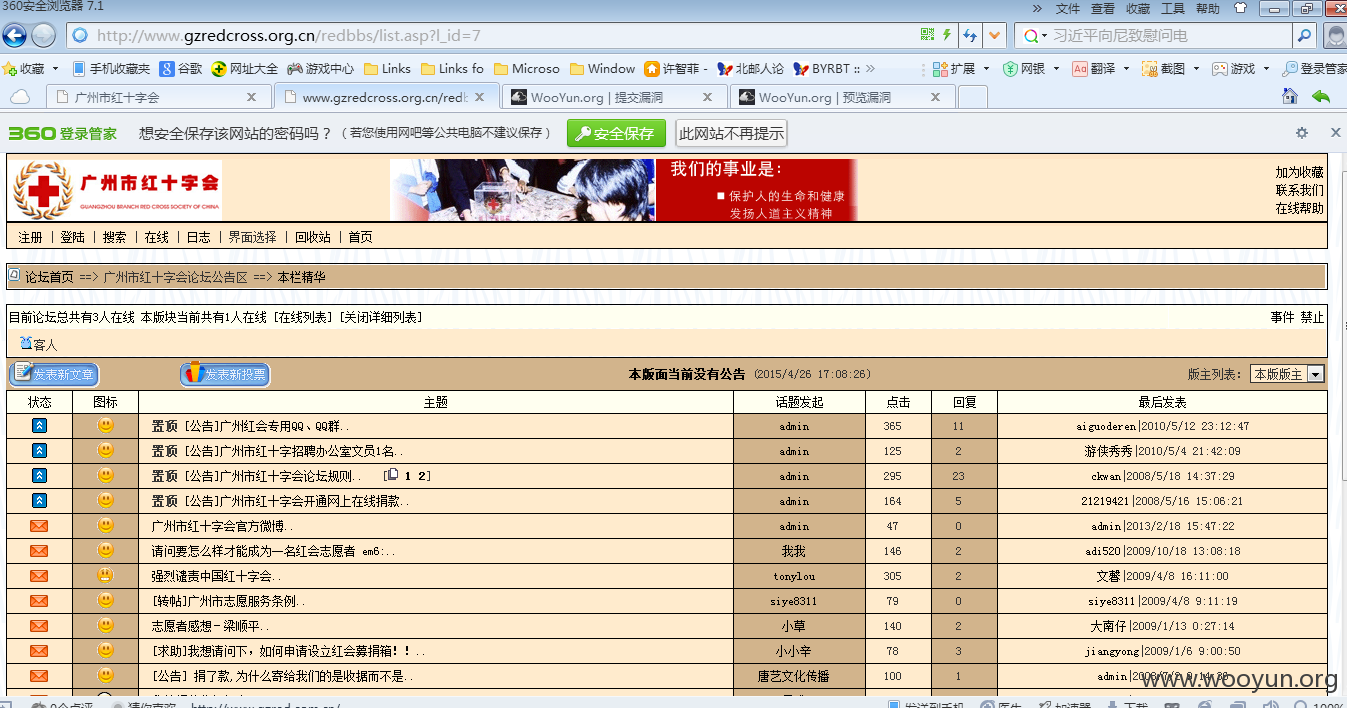 360安全浏览器 7.1
» 文件 查看 收藏 工具 帮助
http://www.gzredcross.org.cn/redbbs/list.asp?l_id=7
习近平向尼致慰问电
收藏 手机收藏夹 谷歌 网址大全 游戏中心 Links Links fo Microso Window 许智菲 - 北邮人论 BYRBT :: »
扩展 网银 翻译 截图 游戏 登录管家
广州市红十字会
www.gzredcross.org.cn/redb
WooYun.org | 提交漏洞
WooYun.org | 预览漏洞
360 登录管家 想安全保存该网站的密码吗？（若您使用网吧等公共电脑不建议保存） 安全保存 此网站不再提示
广州市红十字会
GUANGZHOU BRANCH RED CROSS SOCIETY OF CHINA
我们的事业是:
保护人的生命和健康
发扬人道主义精神
加为收藏
联系我们
在线帮助
注册 | 登陆 | 搜索 | 在线 | 日志 | 界面选择 | 回收站 | 首页
论坛首页 ==> 广州市红十字会论坛公告区 ==> 本栏精华
目前论坛总共有3人在线 本版块当前共有1人在线 [在线列表] [关闭详细列表]
事件 禁止
客人
发表新文章 发表新投票 本版面当前没有公告 (2015/4/26 17:08:26) 版主列表: 本版版主
状态 图标 主题 话题发起 点击 回复 最后发表
置顶 [公告]广州红会专用QQ、QQ群.. admin 365 11 aiguoderen|2010/5/12 23:12:47
置顶 [公告]广州市红十字招聘办公室文员1名.. admin 125 2 游侠秀秀|2010/5/4 21:42:09
置顶 [公告]广州市红十字会论坛规则.. [ 1 2] admin 295 23 ckwan|2008/5/18 14:37:29
置顶 [公告]广州市红十字会开通网上在线捐款.. admin 164 5 21219421|2008/5/16 15:06:21
广州市红十字会官方微博.. admin 47 0 admin|2013/2/18 15:47:22
请问要怎么样才能成为一名红会志愿者 em6:.. 我我 146 2 adi520|2009/10/18 13:08:18
强烈谴责中国红十字会.. tonylou 305 2 文馨|2009/4/8 16:11:00
[转帖]广州市志愿服务条例.. siye8311 79 0 siye8311|2009/4/8 9:11:19
志愿者感想－梁顺平.. 小草 140 2 大南仔|2009/1/13 0:27:14
[求助]我想请问下，如何申请设立红会募捐箱！！.. 小小辛 78 3 jiangyong|2009/1/6 9:00:50
[公告] 捐了款,为什么寄给我们的是收据而不是.. 唐艺文化传播 100 1 admin|2008/7/2
www.wooyun.org